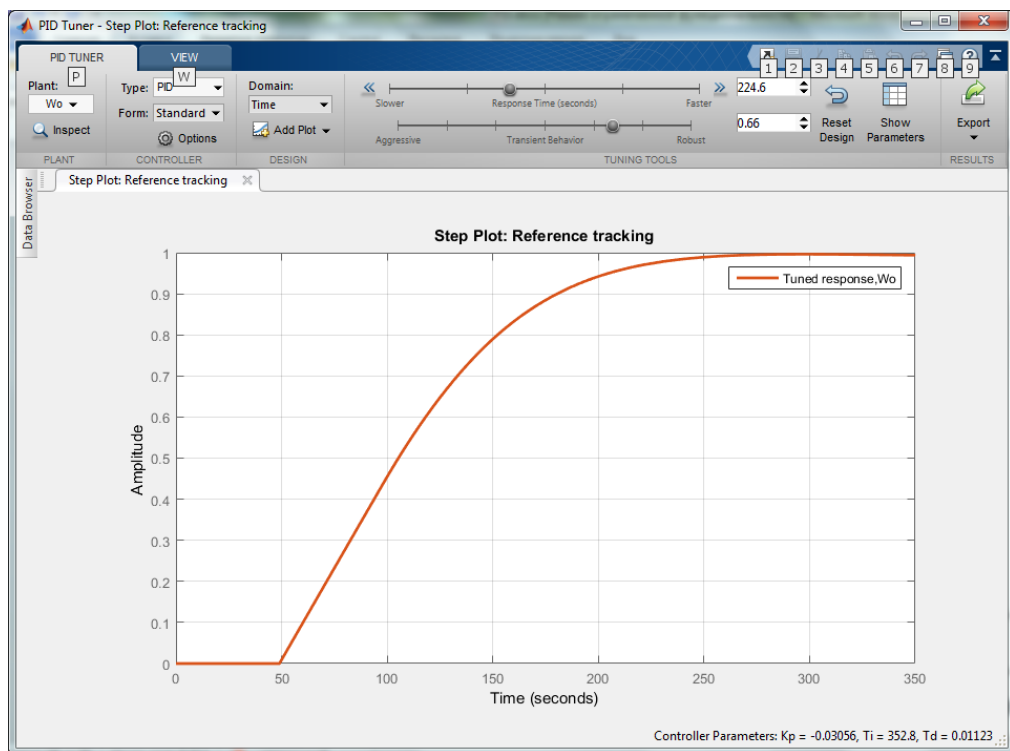 PID Tuner - Step Plot: Reference tracking
PID TUNER VIEW
P W 1 2 3 4 5 6 7 8 9
Plant: Type: PID Domain: 224.6
Wo Form: Standard Time Slower Response Time (seconds) Faster
Inspect Options Add Plot Aggressive Transient Behavior Robust 0.66 Reset Design Show Parameters Export
PLANT CONTROLLER DESIGN TUNING TOOLS RESULTS
Step Plot: Reference tracking
Data Browser
Step Plot: Reference tracking
Tuned response,Wo
Amplitude
1
0.9
0.8
0.7
0.6
0.5
0.4
0.3
0.2
0.1
0
0 50 100 150 200 250 300 350
Time (seconds)
Controller Parameters: Kp = -0.03056, Ti = 352.8, Td = 0.01123